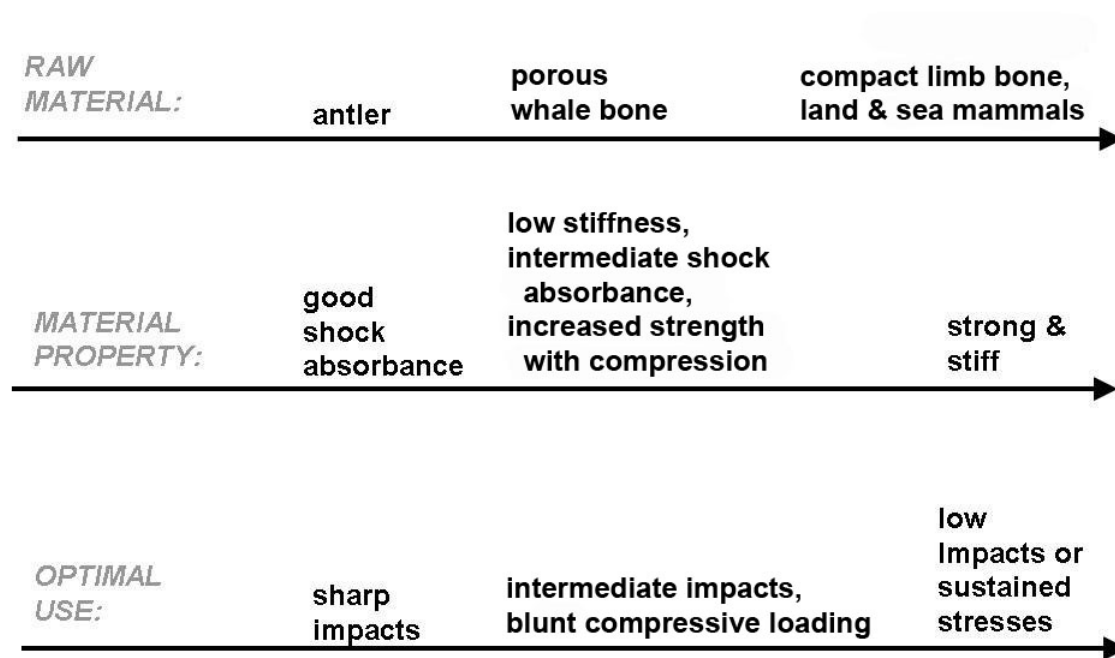 RAW
MATERIAL:
antler
porous
whale bone
compact limb bone,
land & sea mammals
MATERIAL
PROPERTY:
good
shock
absorbance
low stiffness,
intermediate shock
absorbance,
increased strength
with compression
strong &
stiff
OPTIMAL
USE:
sharp
impacts
intermediate impacts,
blunt compressive loading
low
Impacts or
sustained
stresses